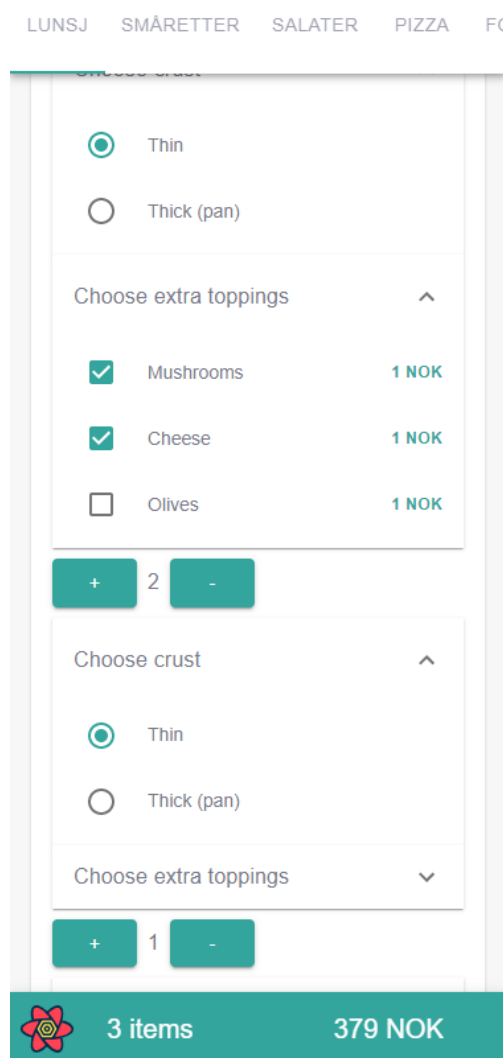 LUNSJ SMÅRETTER SALATER PIZZA
Thin
Thick (pan)
Choose extra toppings
Mushrooms 1 NOK
Cheese 1 NOK
Olives 1 NOK
+ 2 -
Choose crust
Thin
Thick (pan)
Choose extra toppings
+ 1 -
3 items 379 NOK